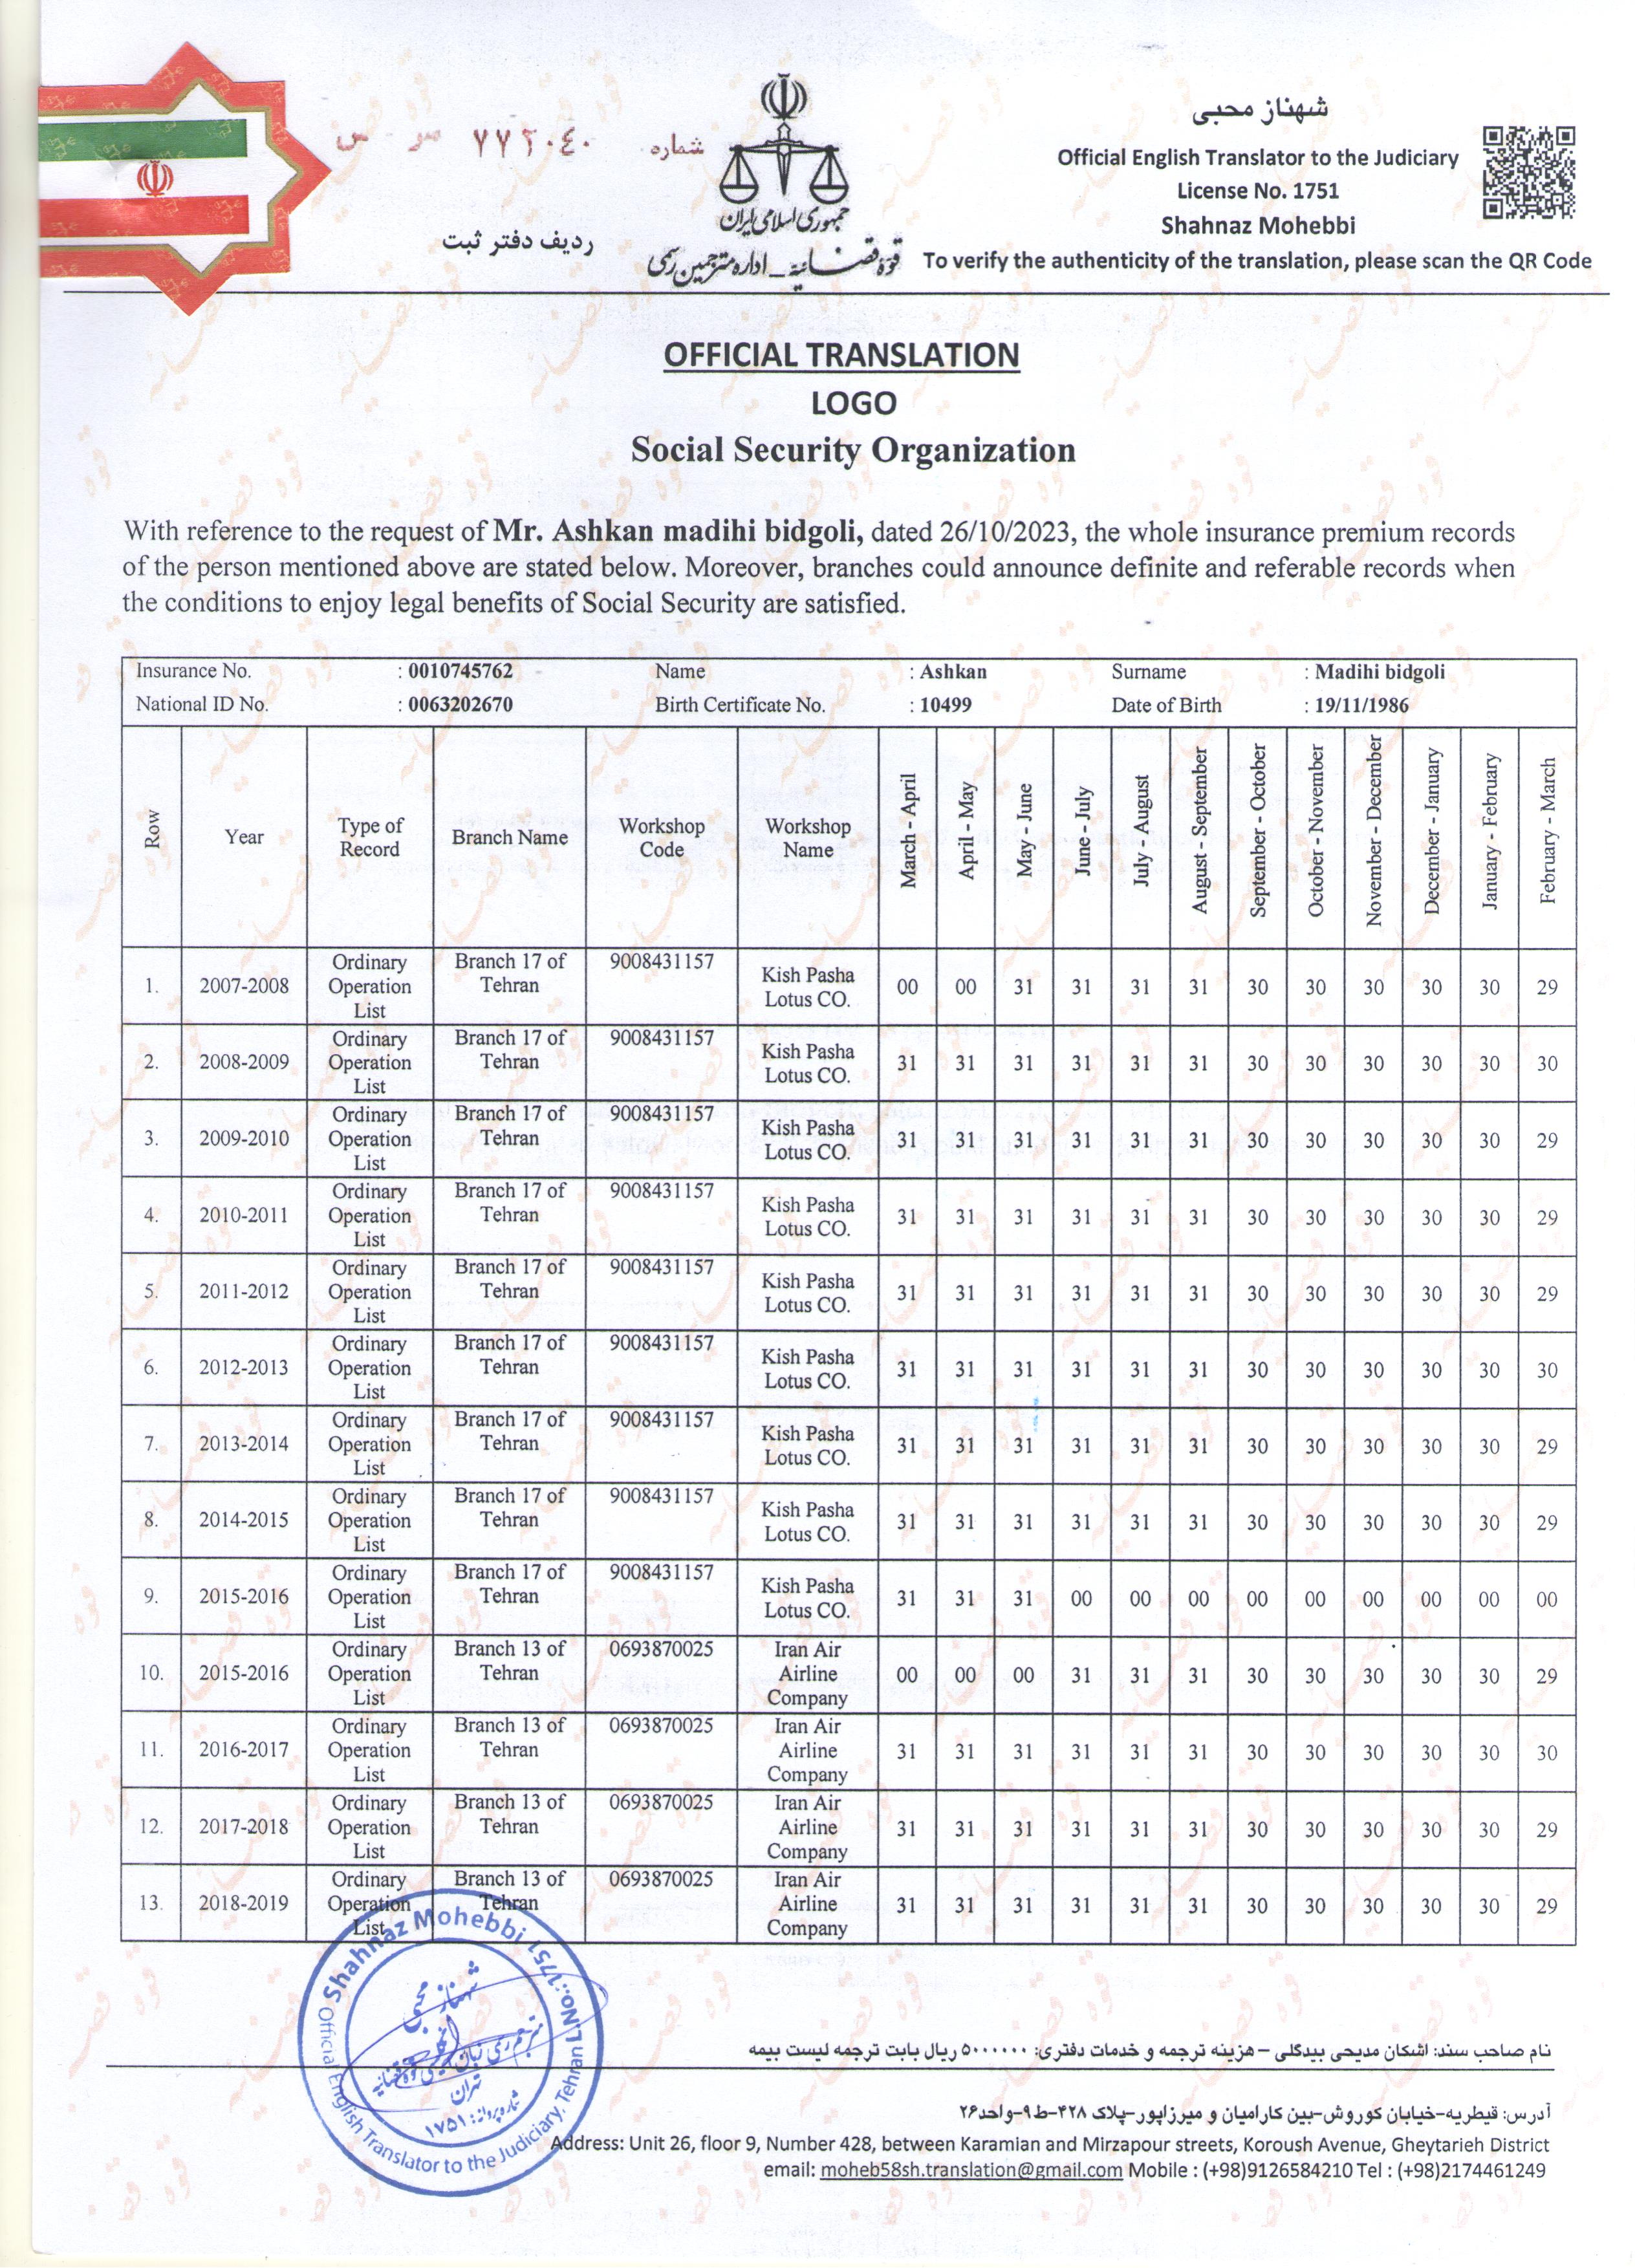 شماره ۷۷۲۰۴۰ س
ردیف دفتر ثبت
جمهوری اسلامی ایران
قوه قضائیه - اداره مترجمین رسمی
شهناز محبی
Official English Translator to the Judiciary
License No. 1751
Shahnaz Mohebbi
To verify the authenticity of the translation, please scan the QR Code
OFFICIAL TRANSLATION
LOGO
Social Security Organization
With reference to the request of Mr. Ashkan madihi bidgoli, dated 26/10/2023, the whole insurance premium records
of the person mentioned above are stated below. Moreover, branches could announce definite and referable records when
the conditions to enjoy legal benefits of Social Security are satisfied.
Insurance No. : 0010745762 Name : Ashkan Surname : Madihi bidgoli
National ID No. : 0063202670 Birth Certificate No. : 10499 Date of Birth : 19/11/1986
Row Year Type of Record Branch Name Workshop Code Workshop Name March - April April - May May - June June - July July - August August - September September - October October - November November - December December - January January - February February - March
1. 2007-2008 Ordinary Operation List Branch 17 of Tehran 9008431157 Kish Pasha Lotus CO. 00 00 31 31 31 31 30 30 30 30 30 29
2. 2008-2009 Ordinary Operation List Branch 17 of Tehran 9008431157 Kish Pasha Lotus CO. 31 31 31 31 31 31 30 30 30 30 30 30
3. 2009-2010 Ordinary Operation List Branch 17 of Tehran 9008431157 Kish Pasha Lotus CO. 31 31 31 31 31 31 30 30 30 30 30 29
4. 2010-2011 Ordinary Operation List Branch 17 of Tehran 9008431157 Kish Pasha Lotus CO. 31 31 31 31 31 31 30 30 30 30 30 29
5. 2011-2012 Ordinary Operation List Branch 17 of Tehran 9008431157 Kish Pasha Lotus CO. 31 31 31 31 31 31 30 30 30 30 30 29
6. 2012-2013 Ordinary Operation List Branch 17 of Tehran 9008431157 Kish Pasha Lotus CO. 31 31 31 31 31 31 30 30 30 30 30 30
7. 2013-2014 Ordinary Operation List Branch 17 of Tehran 9008431157 Kish Pasha Lotus CO. 31 31 31 31 31 31 30 30 30 30 30 29
8. 2014-2015 Ordinary Operation List Branch 17 of Tehran 9008431157 Kish Pasha Lotus CO. 31 31 31 31 31 31 30 30 30 30 30 29
9. 2015-2016 Ordinary Operation List Branch 17 of Tehran 9008431157 Kish Pasha Lotus CO. 31 31 31 00 00 00 00 00 00 00 00 00
10. 2015-2016 Ordinary Operation List Branch 13 of Tehran 0693870025 Iran Air Airline Company 00 00 00 31 31 31 30 30 30 30 30 29
11. 2016-2017 Ordinary Operation List Branch 13 of Tehran 0693870025 Iran Air Airline Company 31 31 31 31 31 31 30 30 30 30 30 30
12. 2017-2018 Ordinary Operation List Branch 13 of Tehran 0693870025 Iran Air Airline Company 31 31 31 31 31 31 30 30 30 30 30 29
13. 2018-2019 Ordinary Operation List Branch 13 of Tehran 0693870025 Iran Air Airline Company 31 31 31 31 31 31 30 30 30 30 30 29
Shahnaz Mohebbi L.No.:1751
Official English Translator to the Judiciary, Tehran
شهناز محبی
تهران
شماره پروانه: ۱۷۵۱
نام صاحب سند: اشکان مدیحی بیدگلی – هزینه ترجمه و خدمات دفتری: ۵۰۰۰۰۰۰ ریال بابت ترجمه لیست بیمه
آدرس: قیطریه-خیابان کوروش-بین کارامیان و میرزاپور-پلاک ۴۲۸-ط۹-واحد۲۶
Address: Unit 26, floor 9, Number 428, between Karamian and Mirzapour streets, Koroush Avenue, Gheytarieh District
email: moheb58sh.translation@gmail.com Mobile : (+98)9126584210 Tel : (+98)2174461249